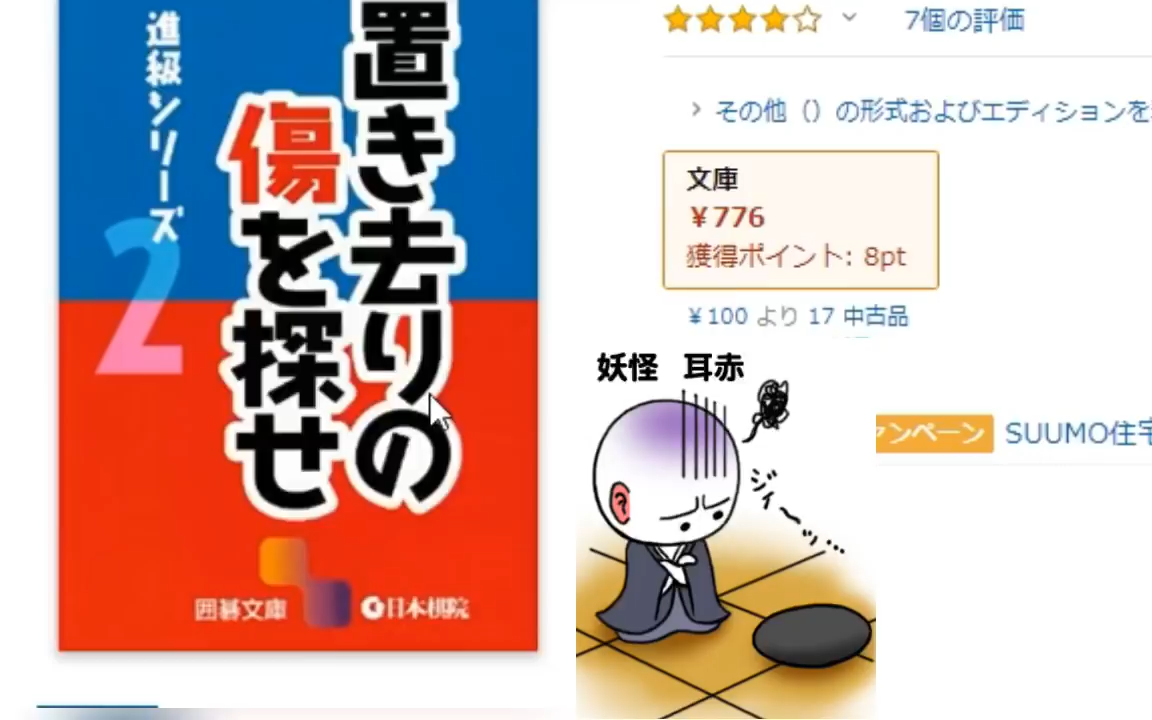 進級シリーズ
2
置き去りの
傷を探せ
囲碁文庫
日本棋院
7個の評価
その他（）の形式およびエディションを
文庫
￥776
獲得ポイント: 8pt
￥100 より 17 中古品
妖怪 耳赤
ジィーッ…
ャンペーン
SUUMO住宅